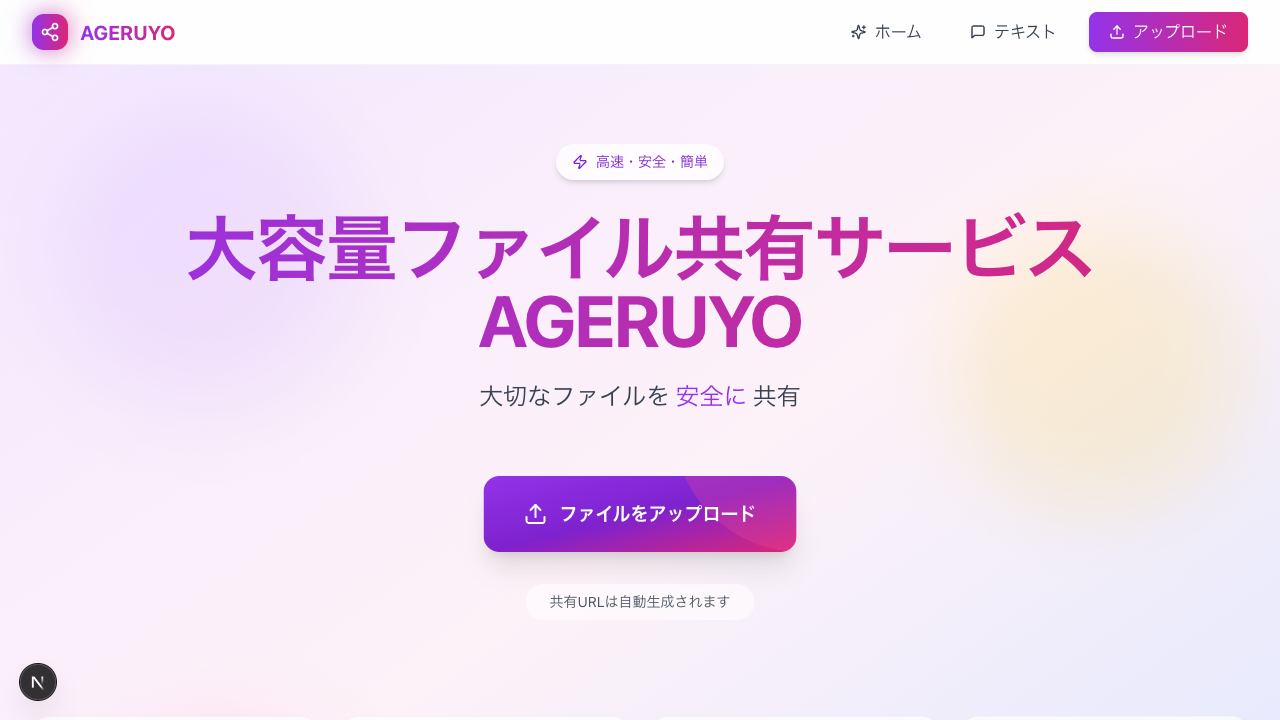 AGERUYO
ホーム
テキスト
アップロード
高速・安全・簡単
大容量ファイル共有サービス
AGERUYO
大切なファイルを 安全に 共有
ファイルをアップロード
共有URLは自動生成されます
N